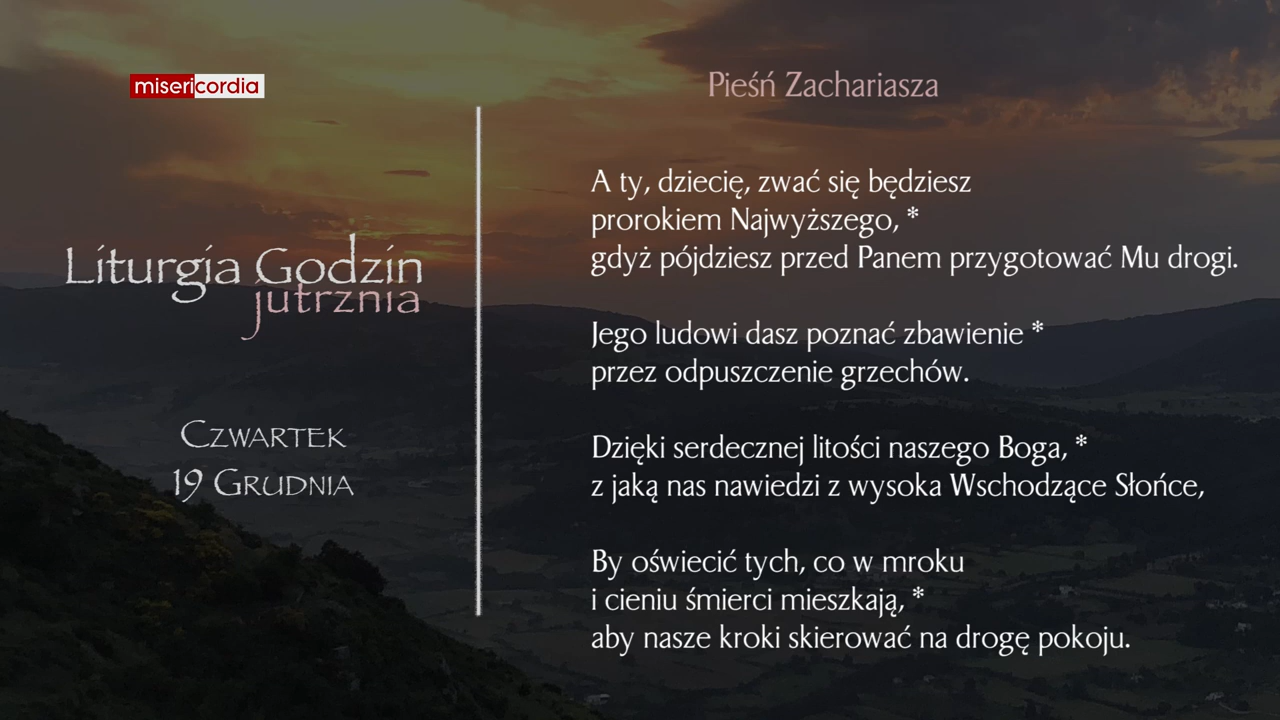 misericordia
Liturgia Godzin
jutrznia
Czwartek
19 Grudnia
Pieśń Zachariasza
A ty, dziecię, zwać się będziesz
prorokiem Najwyższego, *
gdyż pójdziesz przed Panem przygotować Mu drogi.
Jego ludowi dasz poznać zbawienie *
przez odpuszczenie grzechów.
Dzięki serdecznej litości naszego Boga, *
z jaką nas nawiedzi z wysoka Wschodzące Słońce,
By oświecić tych, co w mroku
i cieniu śmierci mieszkają, *
aby nasze kroki skierować na drogę pokoju.